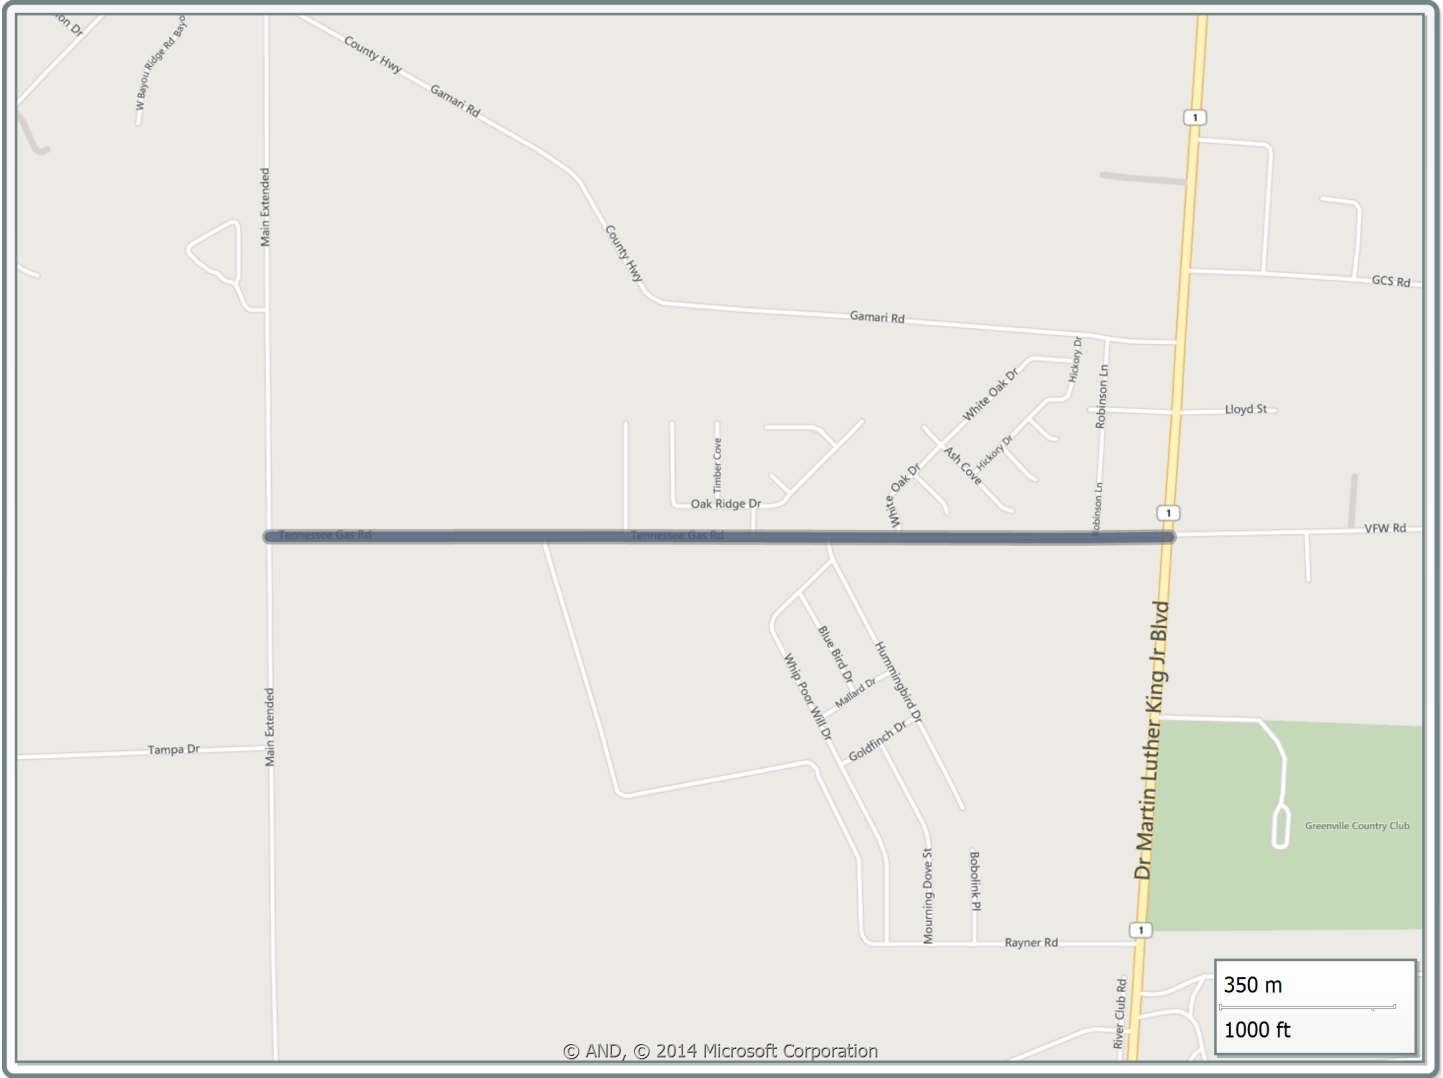 on Dr
W Bayou Ridge Rd
Bayo
County Hwy
Gamari Rd
1
Main Extended
County Hwy
GCS Rd
Gamari Rd
Hickory Dr
White Oak Dr
Robinson Ln
Lloyd St
Timber Cove
Hickory Dr
Ash Cove
White Oak Dr
Oak Ridge Dr
Robinson Ln
1
Tennessee Gas Rd
Tennessee Gas Rd
VFW Rd
Dr Martin Luther King Jr Blvd
Blue Bird Dr
Hummingbird Dr
Whip Poor Will Dr
Mallard Dr
Main Extended
Goldfinch Dr
Tampa Dr
Greenville Country Club
Mourning Dove St
Bobolink Pl
1
Rayner Rd
River Club Rd
350 m
1000 ft
© AND, © 2014 Microsoft Corporation